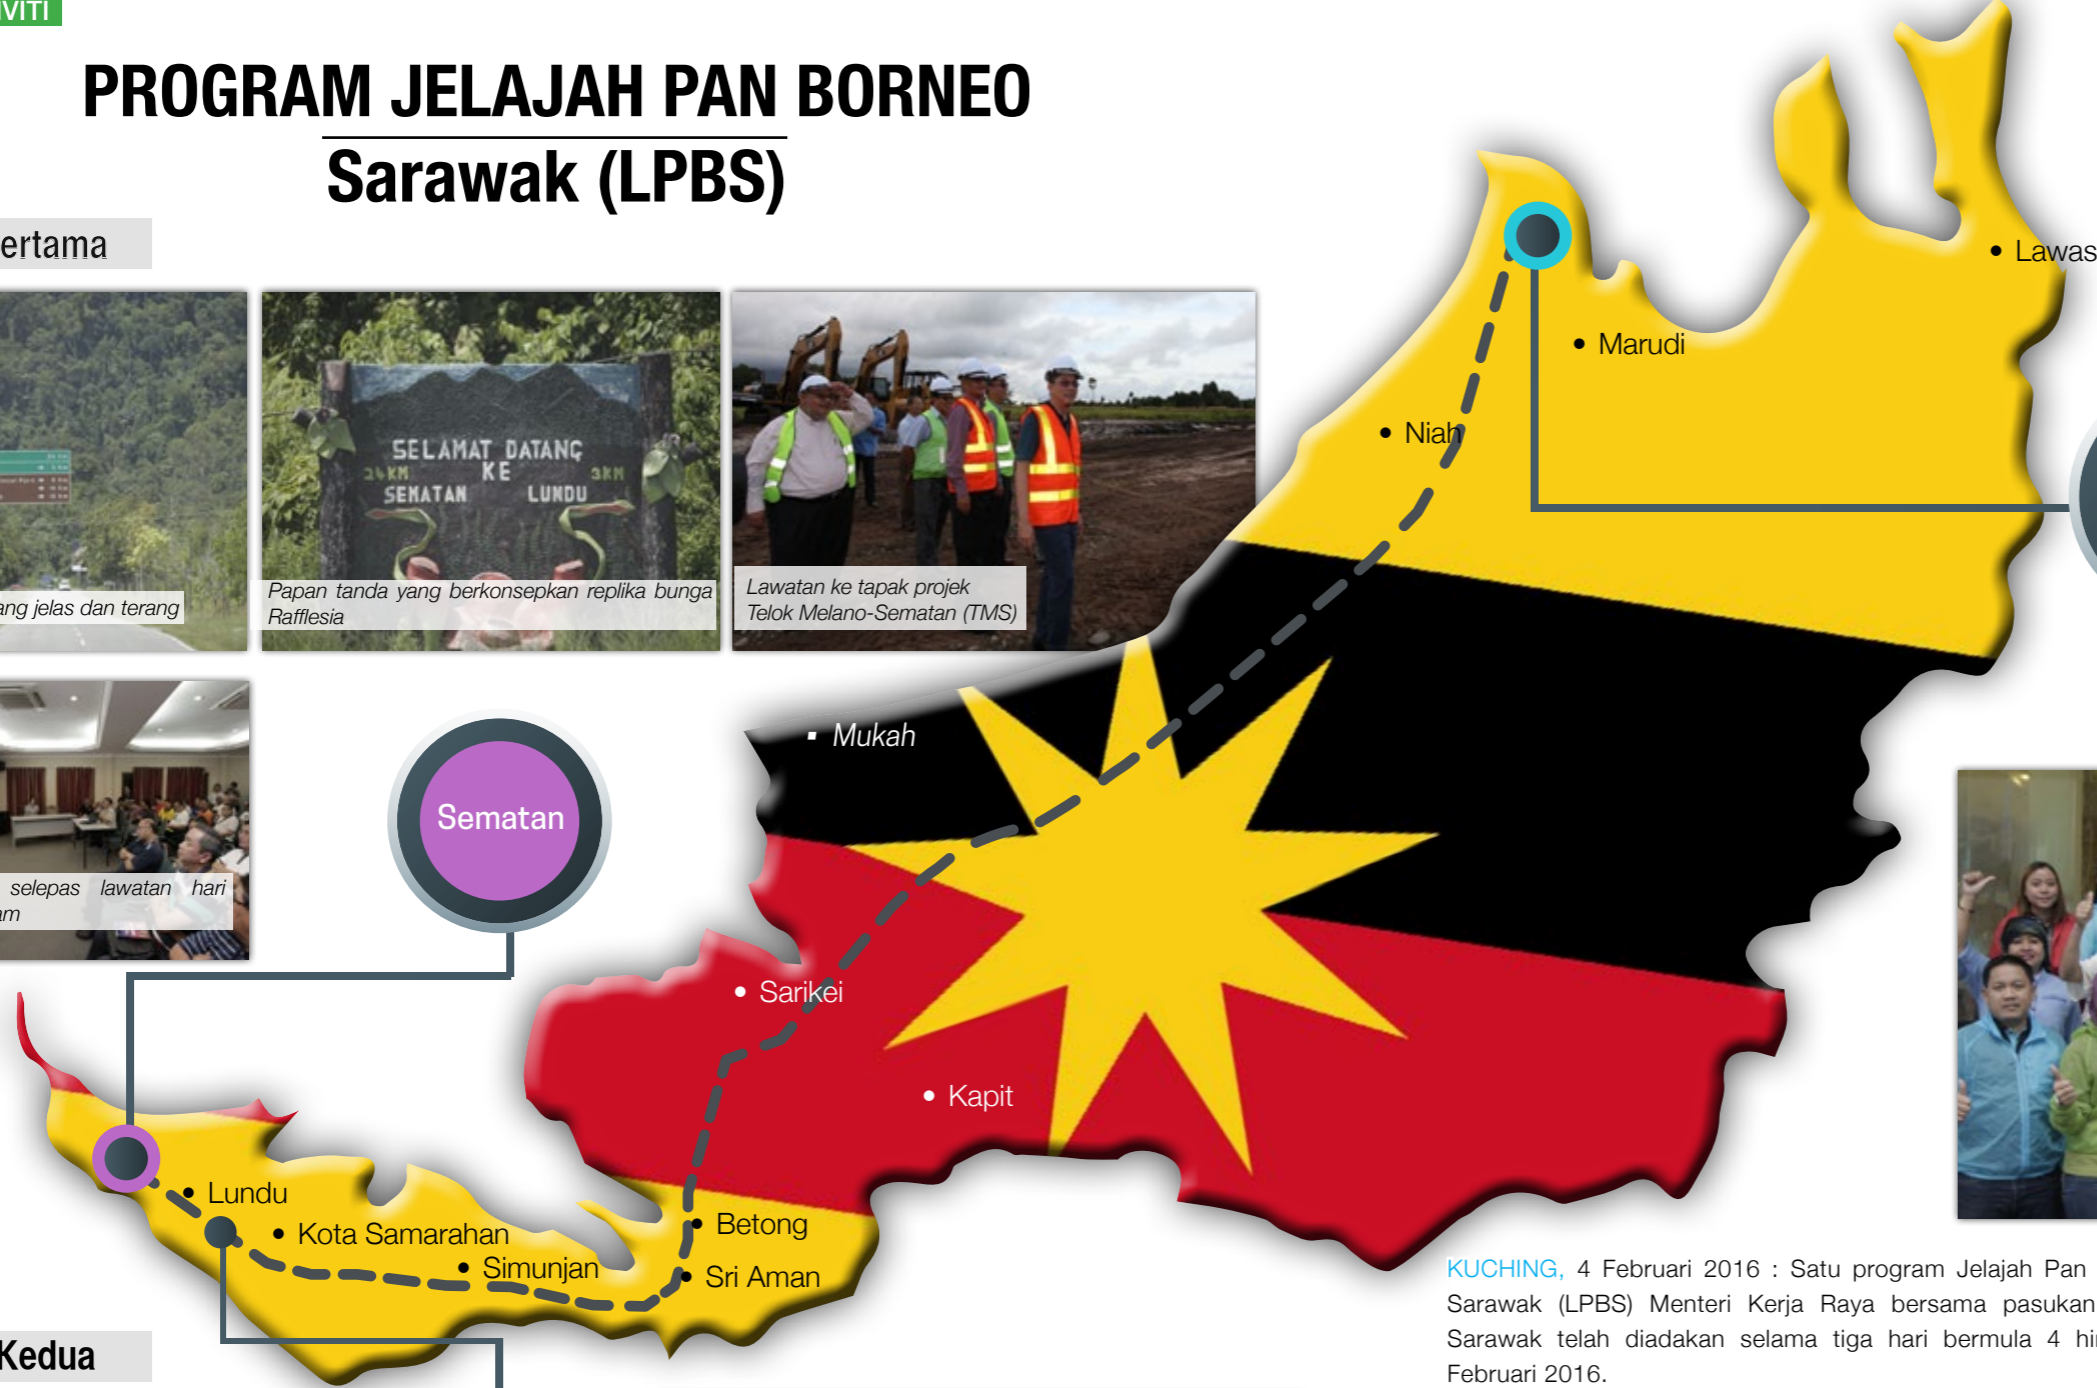 VITI
PROGRAM JELAJAH PAN BORNEO
Sarawak (LPBS)
ertama
SELAMAT DATANG
KE
24KM
3KM
SEMATAN
LUNDU
ang jelas dan terang
Papan tanda yang berkonsepkan replika bunga
Rafflesia
Lawatan ke tapak projek
Telok Melano-Sematan (TMS)
selepas lawatan hari
am
Sematan
• Lawas
• Marudi
• Niah
▪ Mukah
• Sarikei
• Kapit
• Lundu
• Kota Samarahan
• Simunjan
• Betong
• Sri Aman
Kedua
KUCHING, 4 Februari 2016 : Satu program Jelajah Pan
Sarawak (LPBS) Menteri Kerja Raya bersama pasukan
Sarawak telah diadakan selama tiga hari bermula 4 hi
Februari 2016.